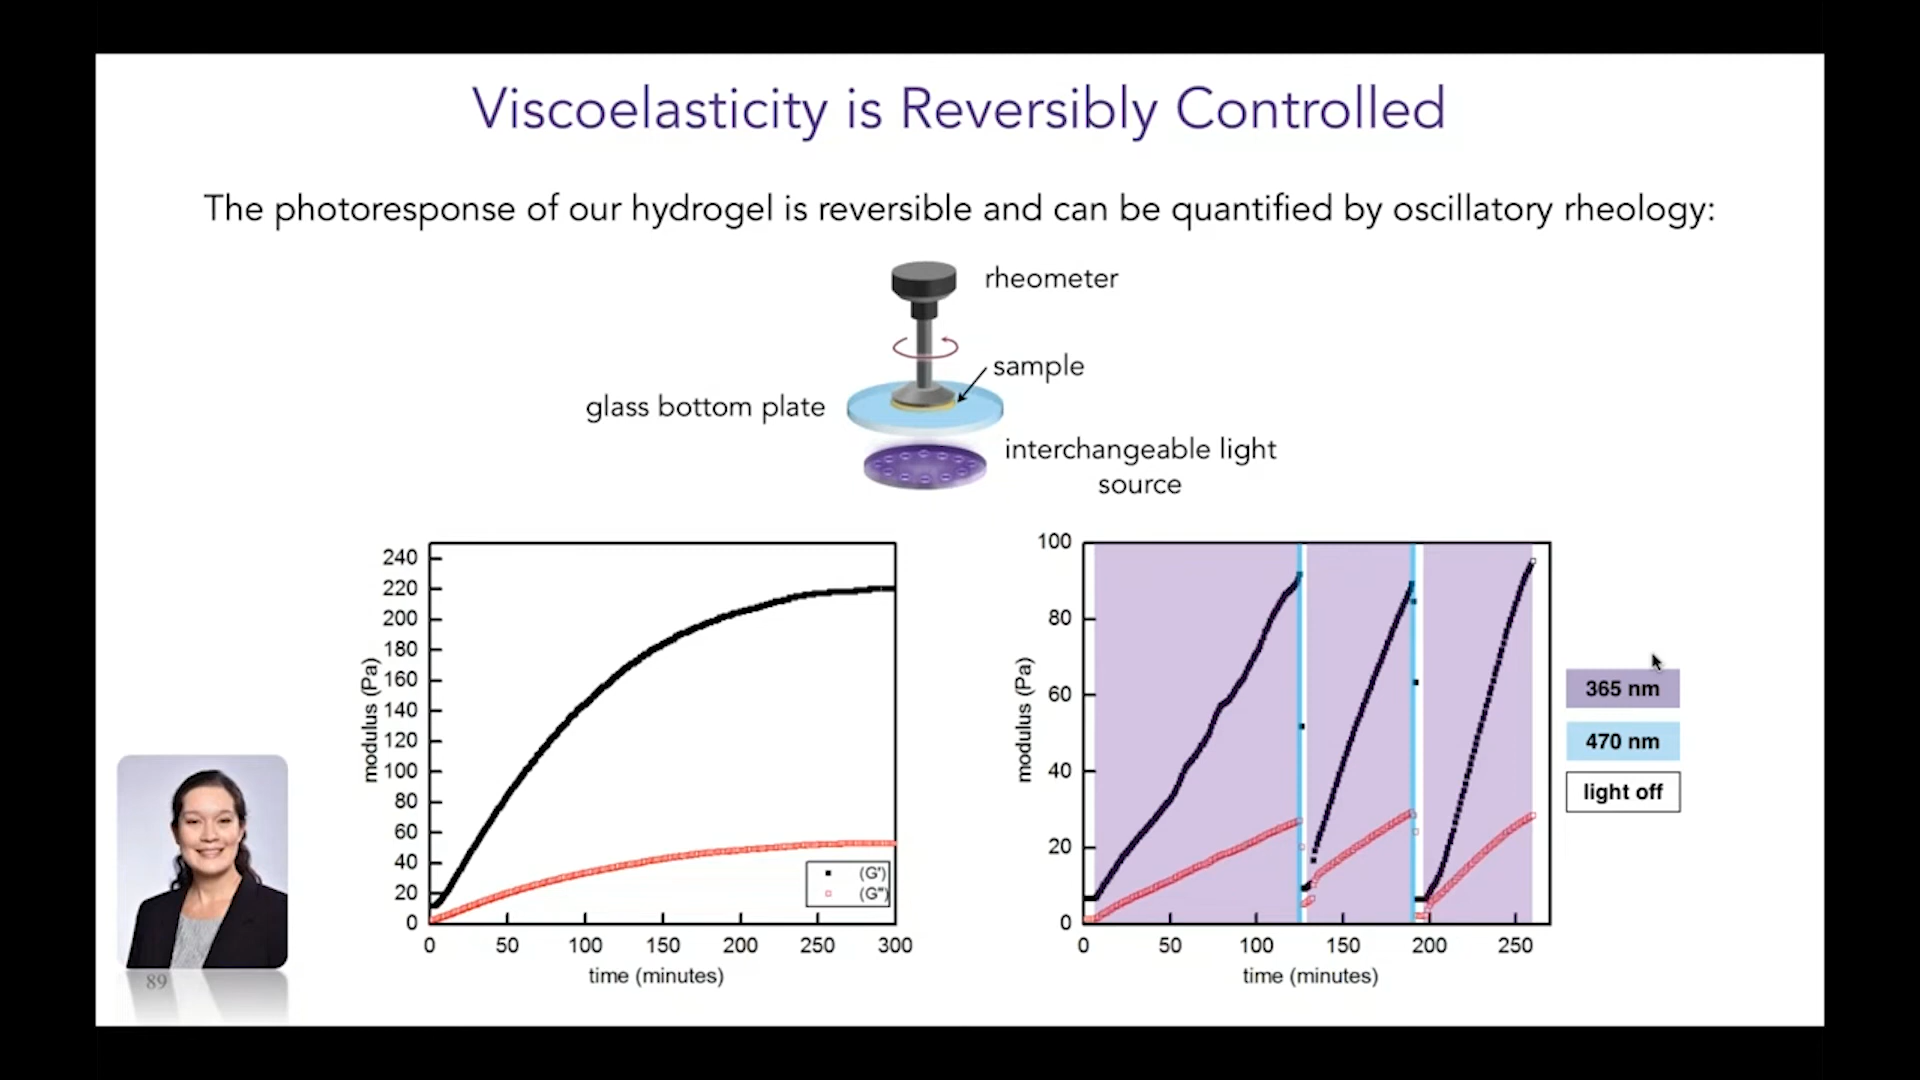 Viscoelasticity is Reversibly Controlled
The photoresponse of our hydrogel is reversible and can be quantified by oscillatory rheology:
rheometer
sample
glass bottom plate
interchangeable light
source
240
220
200
180
160
140
120
100
80
60
40
20
0
modulus (Pa)
(G')
(G")
0 50 100 150 200 250 300
time (minutes)
100
80
60
40
20
0
modulus (Pa)
0 50 100 150 200 250
time (minutes)
365 nm
470 nm
light off
89